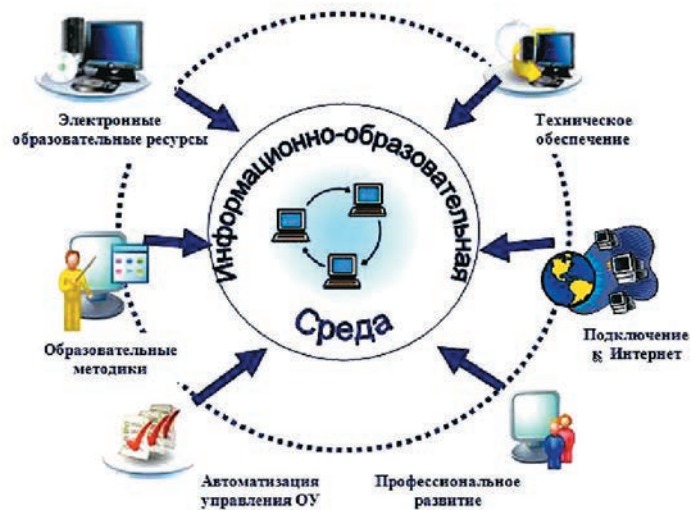 Электронные
образовательные ресурсы
Техническое
обеспечение
Информационно-образовательная
Среда
Образовательные
методики
Подключение
к Интернет
Автоматизация
управления ОУ
Профессиональное
развитие